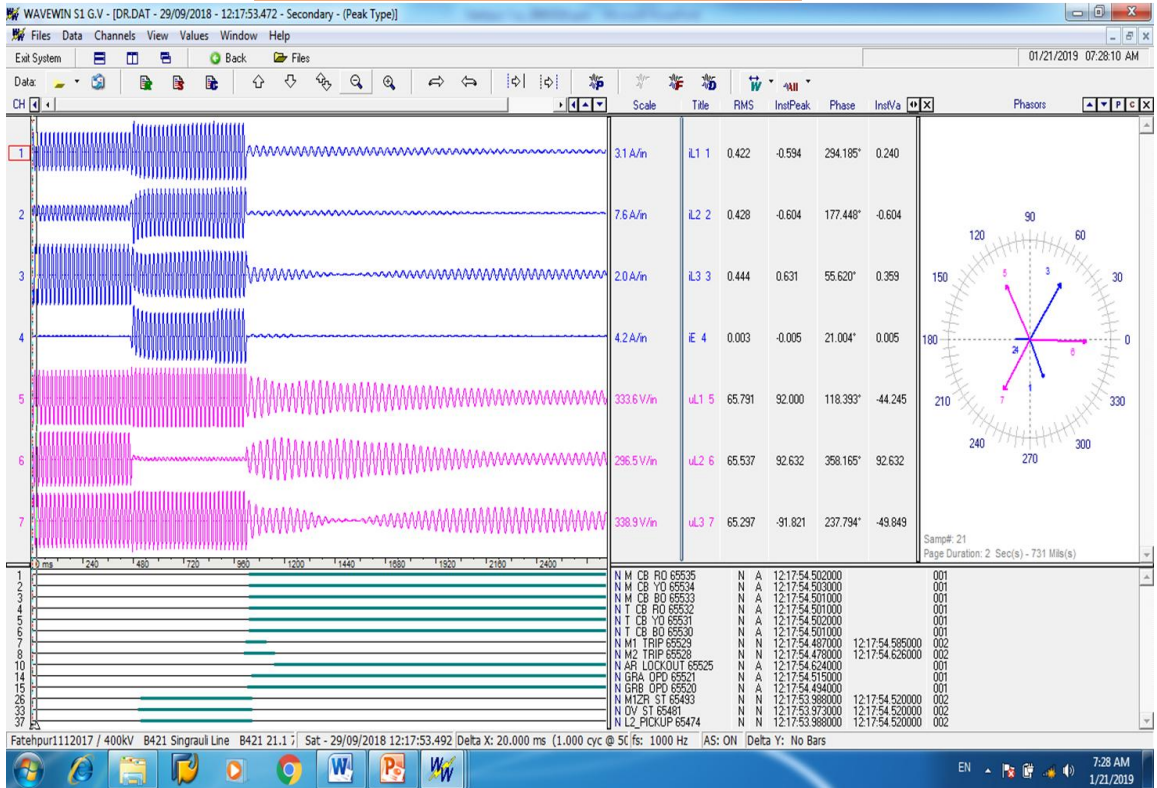 WAVEWIN S1 G.V - [DR.DAT - 29/09/2018 - 12:17:53.472 - Secondary - (Peak Type)]
Files Data Channels View Values Window Help
Exit System Back Files 01/21/2019 07:28:10 AM
Data:
CH Scale Title RMS InstPeak Phase InstVa Phasors P C X
1 3.1 A/in iL1 1 0.422 -0.594 294.185° 0.240
2 7.6 A/in iL2 2 0.428 -0.604 177.448° -0.604
3 2.0 A/in iL3 3 0.444 0.631 55.620° 0.359
4 4.2 A/in iE 4 0.003 -0.005 21.004° 0.005
5 333.6 V/in uL1 5 65.791 92.000 118.393° -44.245
6 296.5 V/in uL2 6 65.537 92.632 358.165° 92.632
7 338.9 V/in uL3 7 65.297 -91.821 237.794° -49.849
90
120 60
150 5 3 30
180 24 6 0
1
210 7 330
240 300
270
Samp#: 21
Page Duration: 2 Sec(s) - 731 Mils(s)
0 ms 240 480 720 960 1200 1440 1680 1920 2160 2400
1 N M CB RO 65535 N A 12:17:54.502000 001
2 N M CB YO 65534 N A 12:17:54.503000 001
3 N M CB BO 65533 N A 12:17:54.501000 001
4 N T CB RO 65532 N A 12:17:54.501000 001
5 N T CB YO 65531 N A 12:17:54.502000 001
6 N T CB BO 65530 N A 12:17:54.501000 001
7 N M1 TRIP 65529 N N 12:17:54.487000 12:17:54.585000 002
8 N M2 TRIP 65528 N N 12:17:54.478000 12:17:54.626000 002
10 N AR LOCKOUT 65525 N A 12:17:54.624000 001
14 N GRA OPD 65521 N A 12:17:54.515000 001
15 N GRB OPD 65520 N A 12:17:54.494000 001
26 N M1ZR ST 65493 N N 12:17:53.988000 12:17:54.520000 002
33 N OV ST 65481 N N 12:17:53.973000 12:17:54.520000 002
37 N L2_PICKUP 65474 N N 12:17:53.988000 12:17:54.520000 002
Fatehpur1112017 / 400kV B421 Singrauli Line B421 21.1 Sat - 29/09/2018 12:17:53.492 Delta X: 20.000 ms (1.000 cyc @ 50 fs: 1000 Hz AS: ON Delta Y: No Bars
EN 7:28 AM
1/21/2019